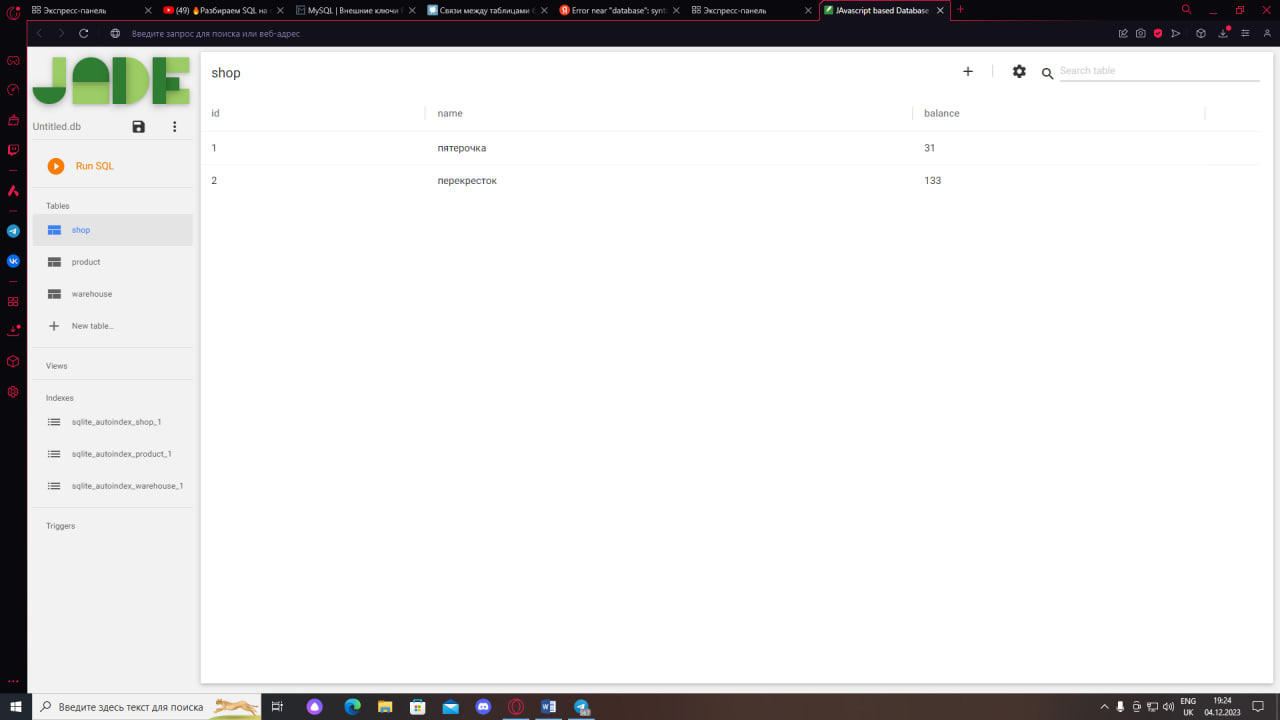 Экспресс-панель
(49) 🔥Разбираем SQL на
MySQL | Внешние ключи
Связи между таблицами б
Error near "database": synta
Экспресс-панель
JAvascript based Database
Введите запрос для поиска или веб-адрес
JADE
shop
Search table
Untitled.db
id name balance
1 пятерочка 31
2 перекресток 133
Run SQL
Tables
shop
product
warehouse
New table...
Views
Indexes
sqlite_autoindex_shop_1
sqlite_autoindex_product_1
sqlite_autoindex_warehouse_1
Triggers
Введите здесь текст для поиска
ENG
UK
19:24
04.12.2023